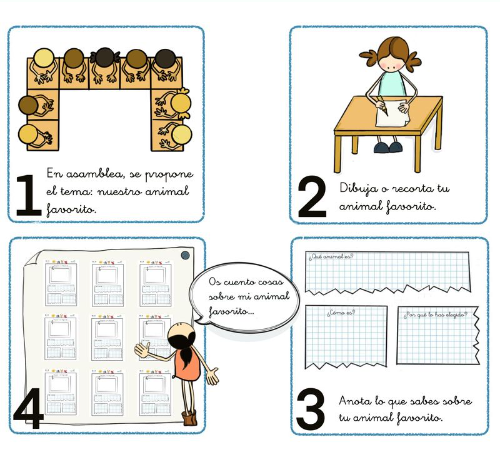 1
En asamblea, se propone
el tema: nuestro animal
favorito.
2
Dibuja o recorta tu
animal favorito.
4
Os cuento cosas
sobre mi animal
favorito...
¿Qué animal es?
¿Cómo es?
¿Por qué lo has elegido?
3
Anota lo que sabes sobre
tu animal favorito.